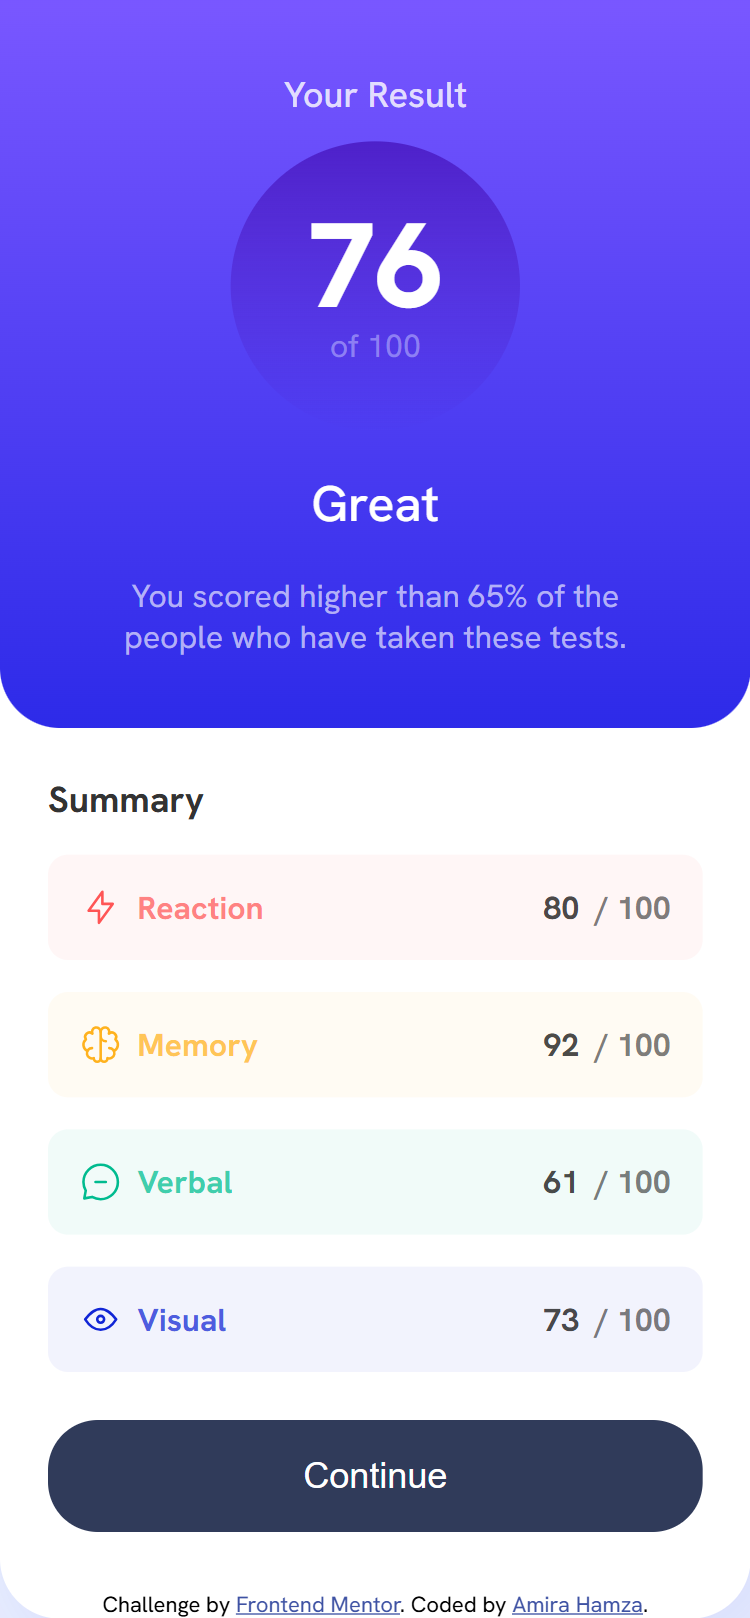 Your Result
76
of 100
Great
You scored higher than 65% of the
people who have taken these tests.
Summary
Reaction 80 / 100
Memory 92 / 100
Verbal 61 / 100
Visual 73 / 100
Continue
Challenge by Frontend Mentor. Coded by Amira Hamza.